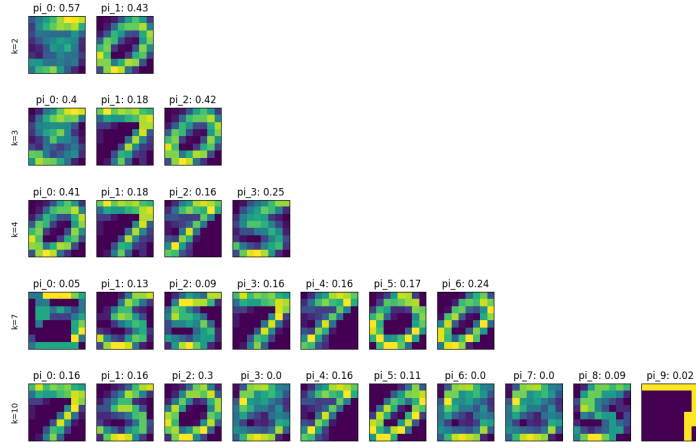 k=2
pi_0: 0.57 pi_1: 0.43
k=3
pi_0: 0.4 pi_1: 0.18 pi_2: 0.42
k=4
pi_0: 0.41 pi_1: 0.18 pi_2: 0.16 pi_3: 0.25
k=7
pi_0: 0.05 pi_1: 0.13 pi_2: 0.09 pi_3: 0.16 pi_4: 0.16 pi_5: 0.17 pi_6: 0.24
k=10
pi_0: 0.16 pi_1: 0.16 pi_2: 0.3 pi_3: 0.0 pi_4: 0.16 pi_5: 0.11 pi_6: 0.0 pi_7: 0.0 pi_8: 0.09 pi_9: 0.02